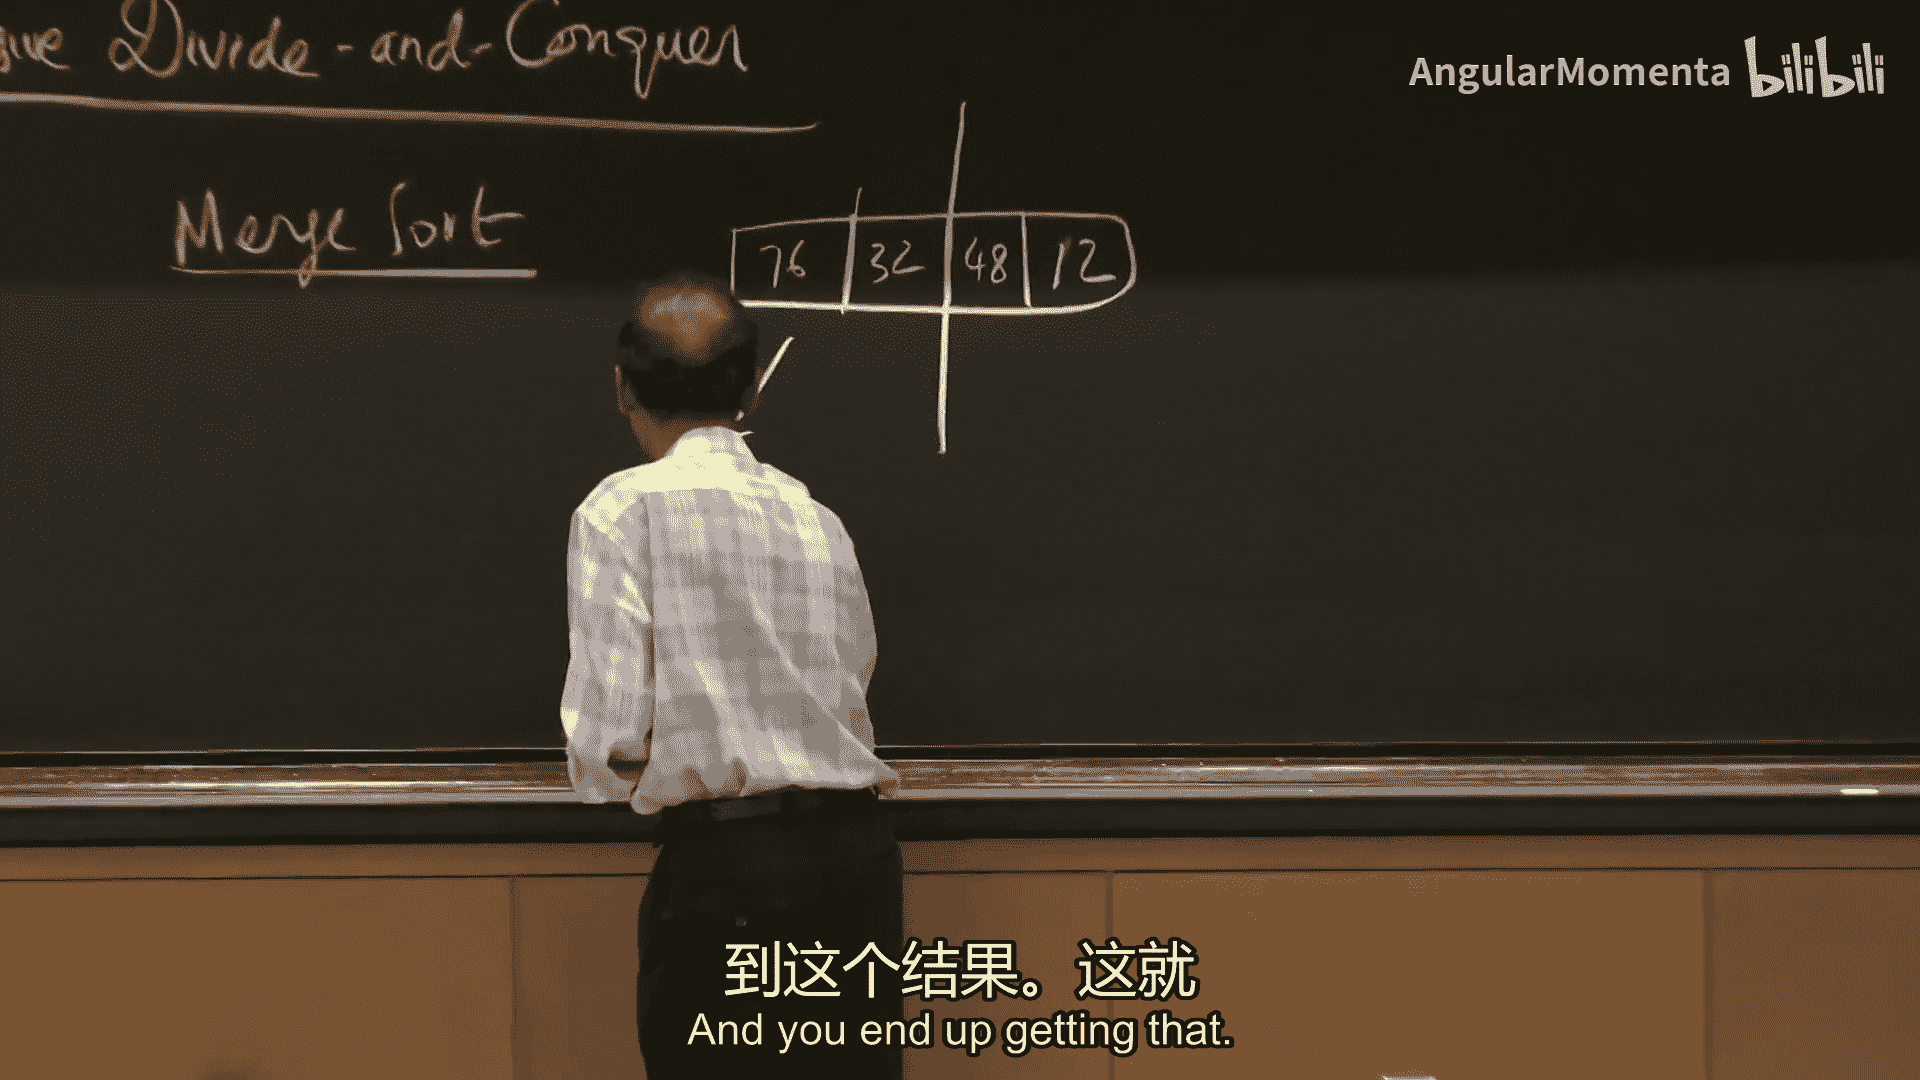 Divide-and-Conquer
AngularMomenta bilibili
Merge Sort
76 32 48 12
到这个结果。这就
And you end up getting that.